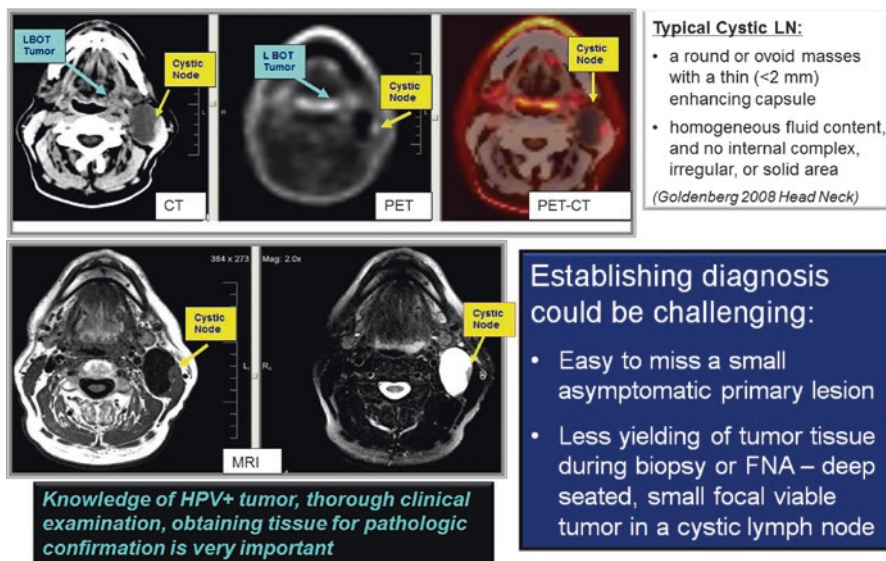 LBOT
Tumor
Cystic
Node
CT
L BOT
Tumor
Cystic
Node
L
R
PET
Cystic
Node
PET-CT
Typical Cystic LN:
• a round or ovoid masses
with a thin (<2 mm)
enhancing capsule
• homogeneous fluid content,
and no internal complex,
irregular, or solid area
(Goldenberg 2008 Head Neck)
384 x 273
Mag: 2.0x
Cystic
Node
L
R
MRI
Cystic
Node
Establishing diagnosis
could be challenging:
• Easy to miss a small
asymptomatic primary lesion
• Less yielding of tumor tissue
during biopsy or FNA – deep
seated, small focal viable
tumor in a cystic lymph node
Knowledge of HPV+ tumor, thorough clinical
examination, obtaining tissue for pathologic
confirmation is very important